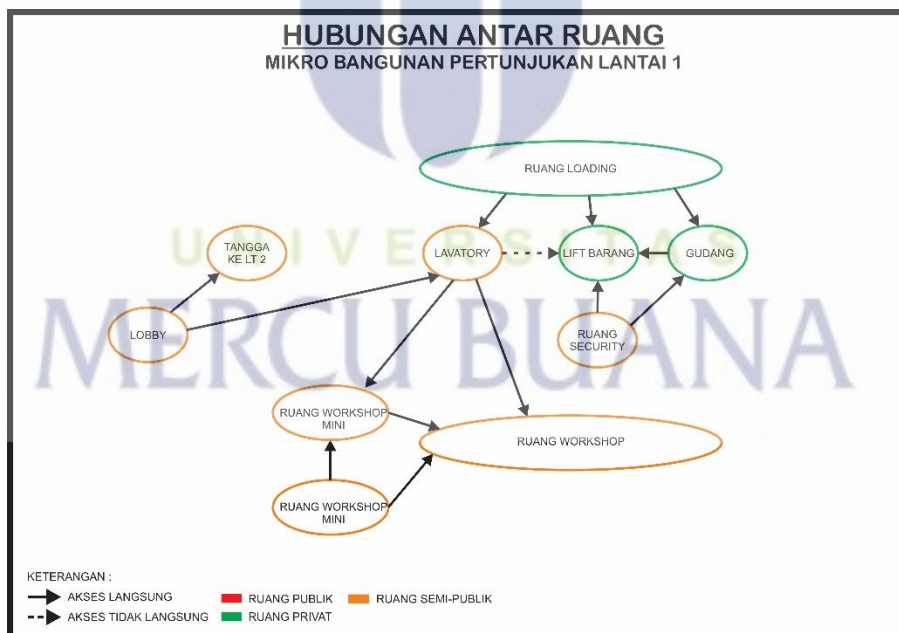 HUBUNGAN ANTAR RUANG
MIKRO BANGUNAN PERTUNJUKAN LANTAI 1
RUANG LOADING
UNIVERSITAS
TANGGA
KE LT 2
LAVATORY
LIFT BARANG
GUDANG
LOBBY
RUANG
SECURITY
MERCU BUANA
RUANG WORKSHOP
MINI
RUANG WORKSHOP
RUANG WORKSHOP
MINI
KETERANGAN :
AKSES LANGSUNG
RUANG PUBLIK
RUANG SEMI-PUBLIK
AKSES TIDAK LANGSUNG
RUANG PRIVAT